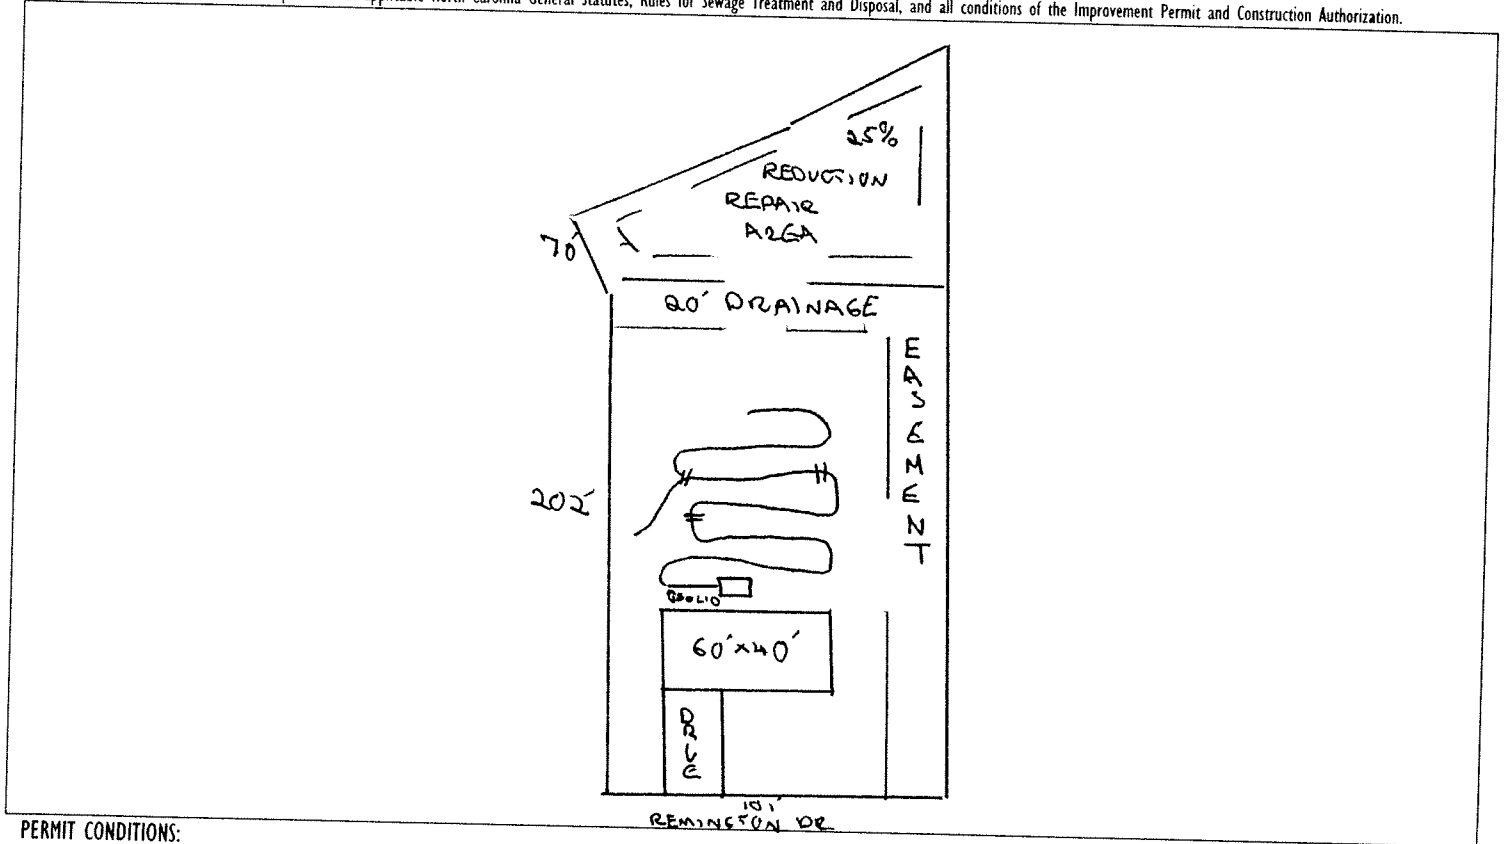 applicable North Carolina General Statutes, Rules for Sewage Treatment and Disposal, and all conditions of the Improvement Permit and Construction Authorization.
25%
REDUCTION
REPAIR
AREA
70'
20' DRAINAGE
EASEMENT
202'
60'x40'
DRVE
101'
REMINGTON DR
PERMIT CONDITIONS: